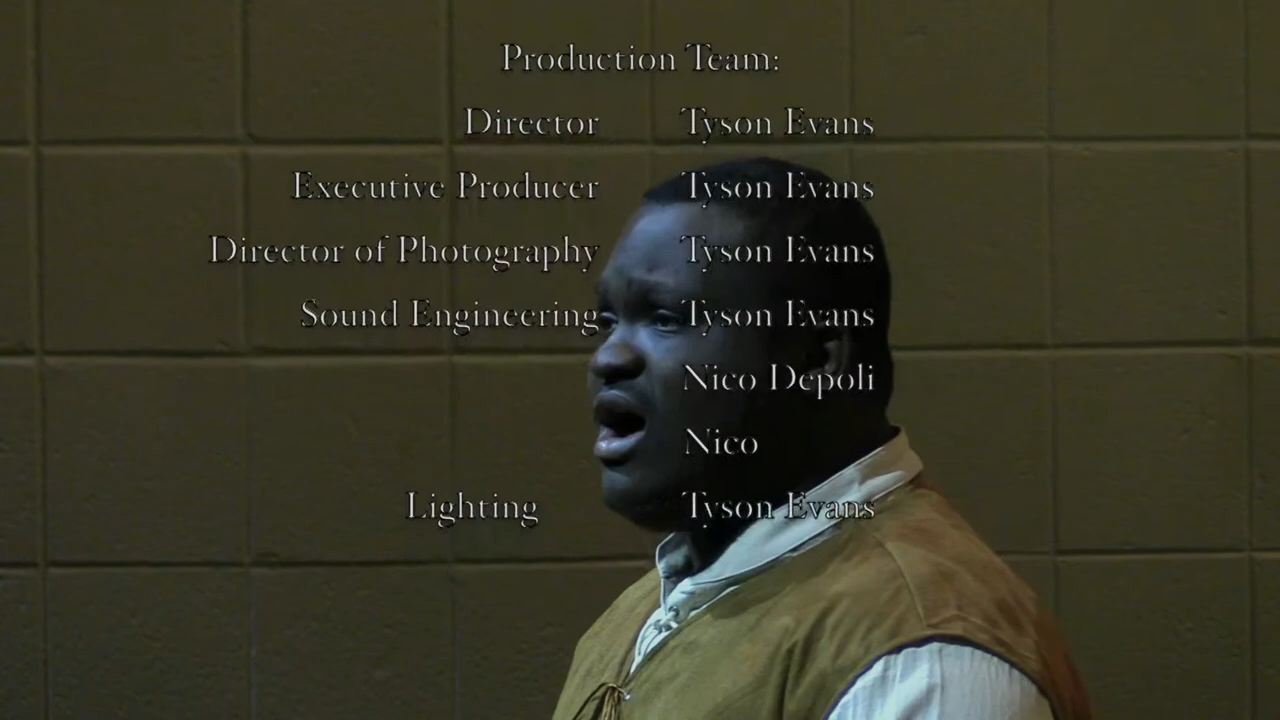 Production Team:
Director Tyson Evans
Executive Producer Tyson Evans
Director of Photography Tyson Evans
Sound Engineering Tyson Evans
Nico Depoli
Nico
Lighting Tyson Evans